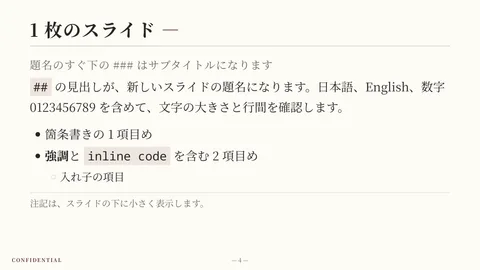 1 枚のスライド —
題名のすぐ下の ### はサブタイトルになります
## の見出しが、新しいスライドの題名になります。日本語、English、数字
0123456789 を含めて、文字の大きさと行間を確認します。
• 箇条書きの 1 項目め
• 強調と inline code を含む 2 項目め
◦ 入れ子の項目
注記は、スライドの下に小さく表示します。
CONFIDENTIAL
— 4 —